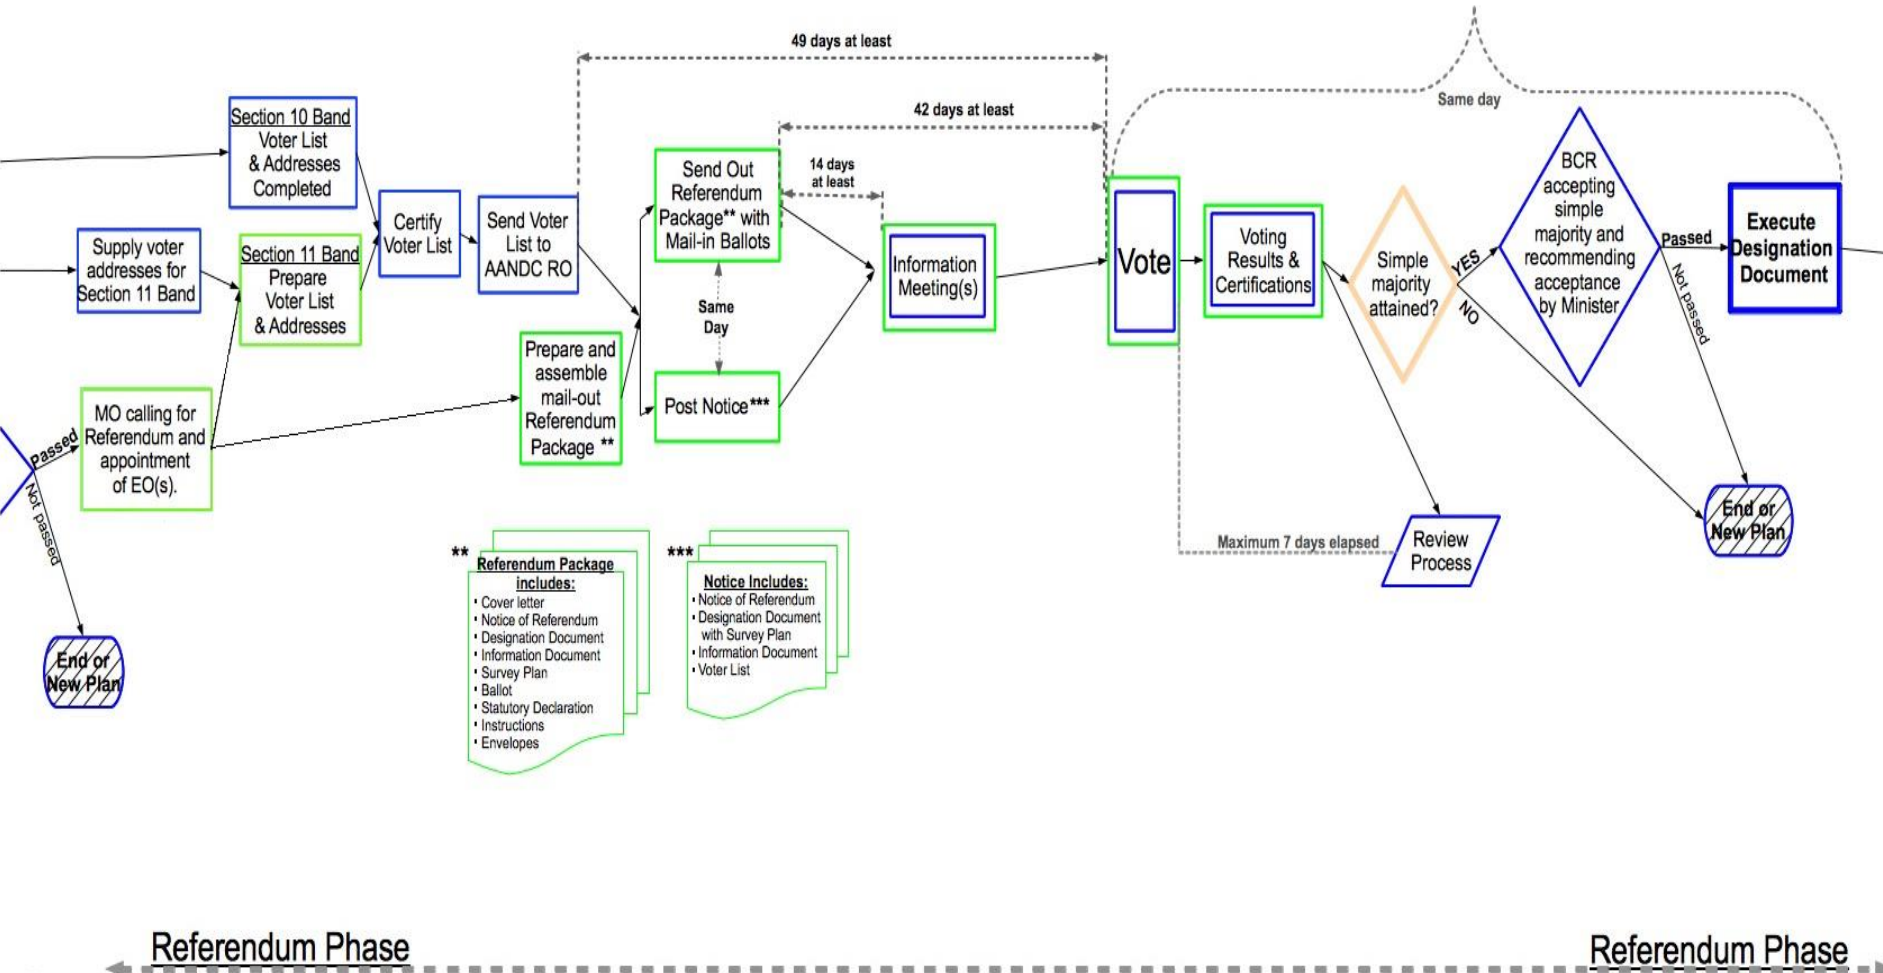 49 days at least
42 days at least
Same day
14 days
at least
Section 10 Band
Voter List
& Addresses
Completed
Supply voter
addresses for
Section 11 Band
Section 11 Band
Prepare
Voter List
& Addresses
Certify
Voter List
Send Voter
List to
AANDC RO
Send Out
Referendum
Package** with
Mail-in Ballots
Same
Day
Post Notice***
Prepare and
assemble
mail-out
Referendum
Package **
Information
Meeting(s)
Vote
Voting
Results &
Certifications
Simple
majority
attained?
YES
NO
BCR
accepting
simple
majority and
recommending
acceptance
by Minister
Passed
Not passed
Execute
Designation
Document
Passed
Not passed
MO calling for
Referendum and
appointment
of EO(s).
End or
New Plan
Maximum 7 days elapsed
Review
Process
End or
New Plan
**
Referendum Package
includes:
• Cover letter
• Notice of Referendum
• Designation Document
• Information Document
• Survey Plan
• Ballot
• Statutory Declaration
• Instructions
• Envelopes
***
Notice Includes:
• Notice of Referendum
• Designation Document
with Survey Plan
• Information Document
• Voter List
Referendum Phase
Referendum Phase